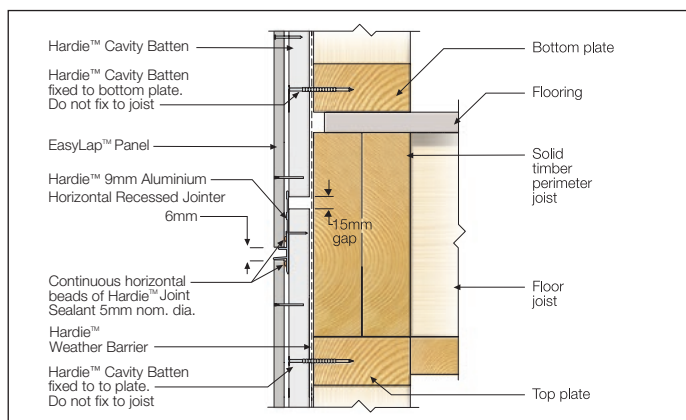 Hardie™ Cavity Batten
Hardie™ Cavity Batten
fixed to bottom plate.
Do not fix to joist
EasyLap™ Panel
Hardie™ 9mm Aluminium
Horizontal Recessed Jointer
6mm
Continuous horizontal
beads of Hardie™ Joint
Sealant 5mm nom. dia.
Hardie™
Weather Barrier
Hardie™ Cavity Batten
fixed to to plate.
Do not fix to joist
15mm
gap
Bottom plate
Flooring
Solid
timber
perimeter
joist
Floor
joist
Top plate